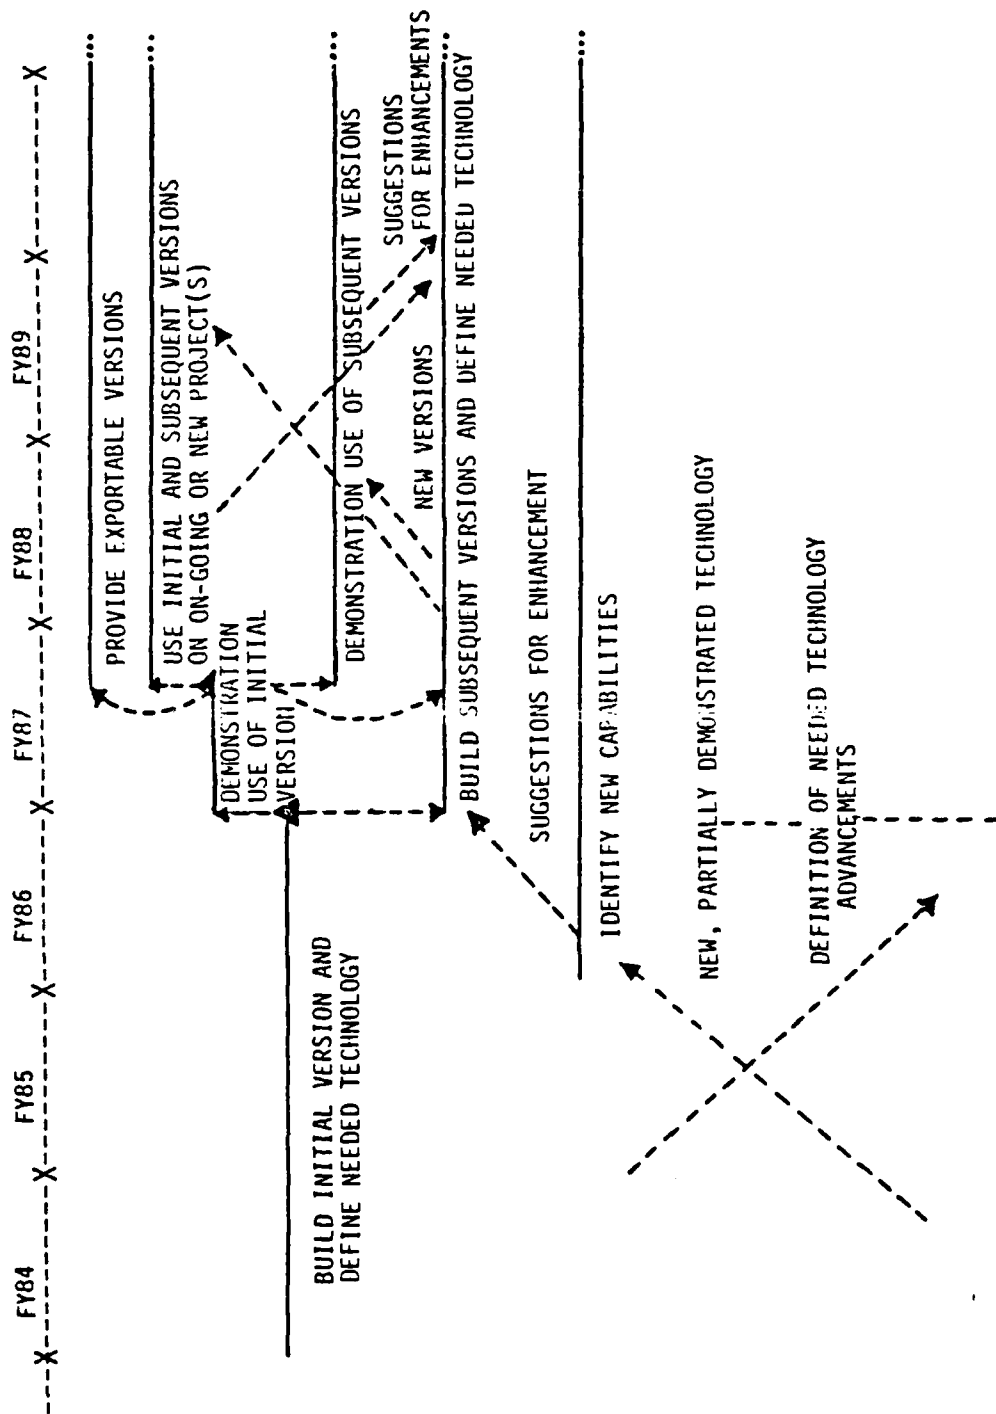 FY84 FY85 FY86 FY87 FY88 FY89
PROVIDE EXPORTABLE VERSIONS
USE INITIAL AND SUBSEQUENT VERSIONS
ON ON-GOING OR NEW PROJECT(S)
DEMONSTRATION
USE OF INITIAL
VERSION
BUILD INITIAL VERSION AND
DEFINE NEEDED TECHNOLOGY
DEMONSTRATION USE OF SUBSEQUENT VERSIONS
SUGGESTIONS
FOR ENHANCEMENTS
NEW VERSIONS
BUILD SUBSEQUENT VERSIONS AND DEFINE NEEDED TECHNOLOGY
SUGGESTIONS FOR ENHANCEMENT
IDENTIFY NEW CAPABILITIES
NEW, PARTIALLY DEMONSTRATED TECHNOLOGY
DEFINITION OF NEEDED TECHNOLOGY
ADVANCEMENTS